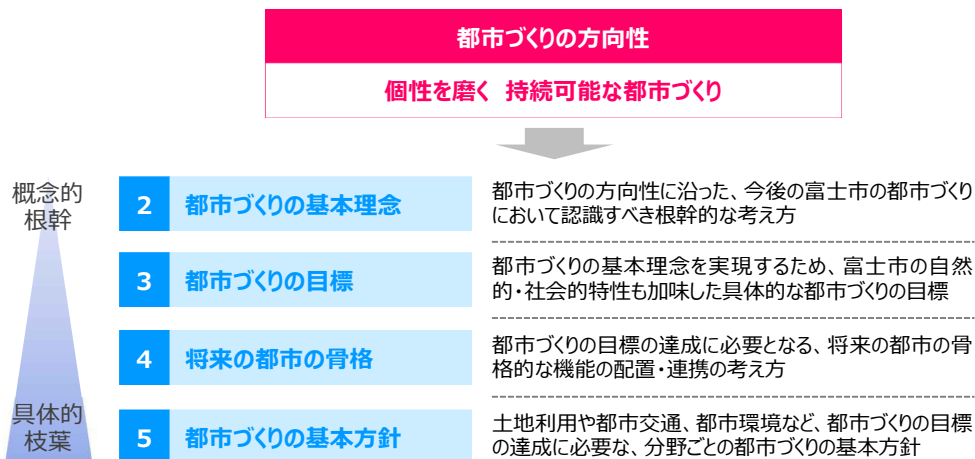 都市づくりの方向性
個性を磨く 持続可能な都市づくり
概念的
根幹
2 都市づくりの基本理念
都市づくりの方向性に沿った、今後の富士市の都市づくり
において認識すべき根幹的な考え方
3 都市づくりの目標
都市づくりの基本理念を実現するため、富士市の自然
的・社会的特性も加味した具体的な都市づくりの目標
4 将来の都市の骨格
都市づくりの目標の達成に必要となる、将来の都市の骨
格的な機能の配置・連携の考え方
具体的
枝葉
5 都市づくりの基本方針
土地利用や都市交通、都市環境など、都市づくりの目標
の達成に必要な、分野ごとの都市づくりの基本方針